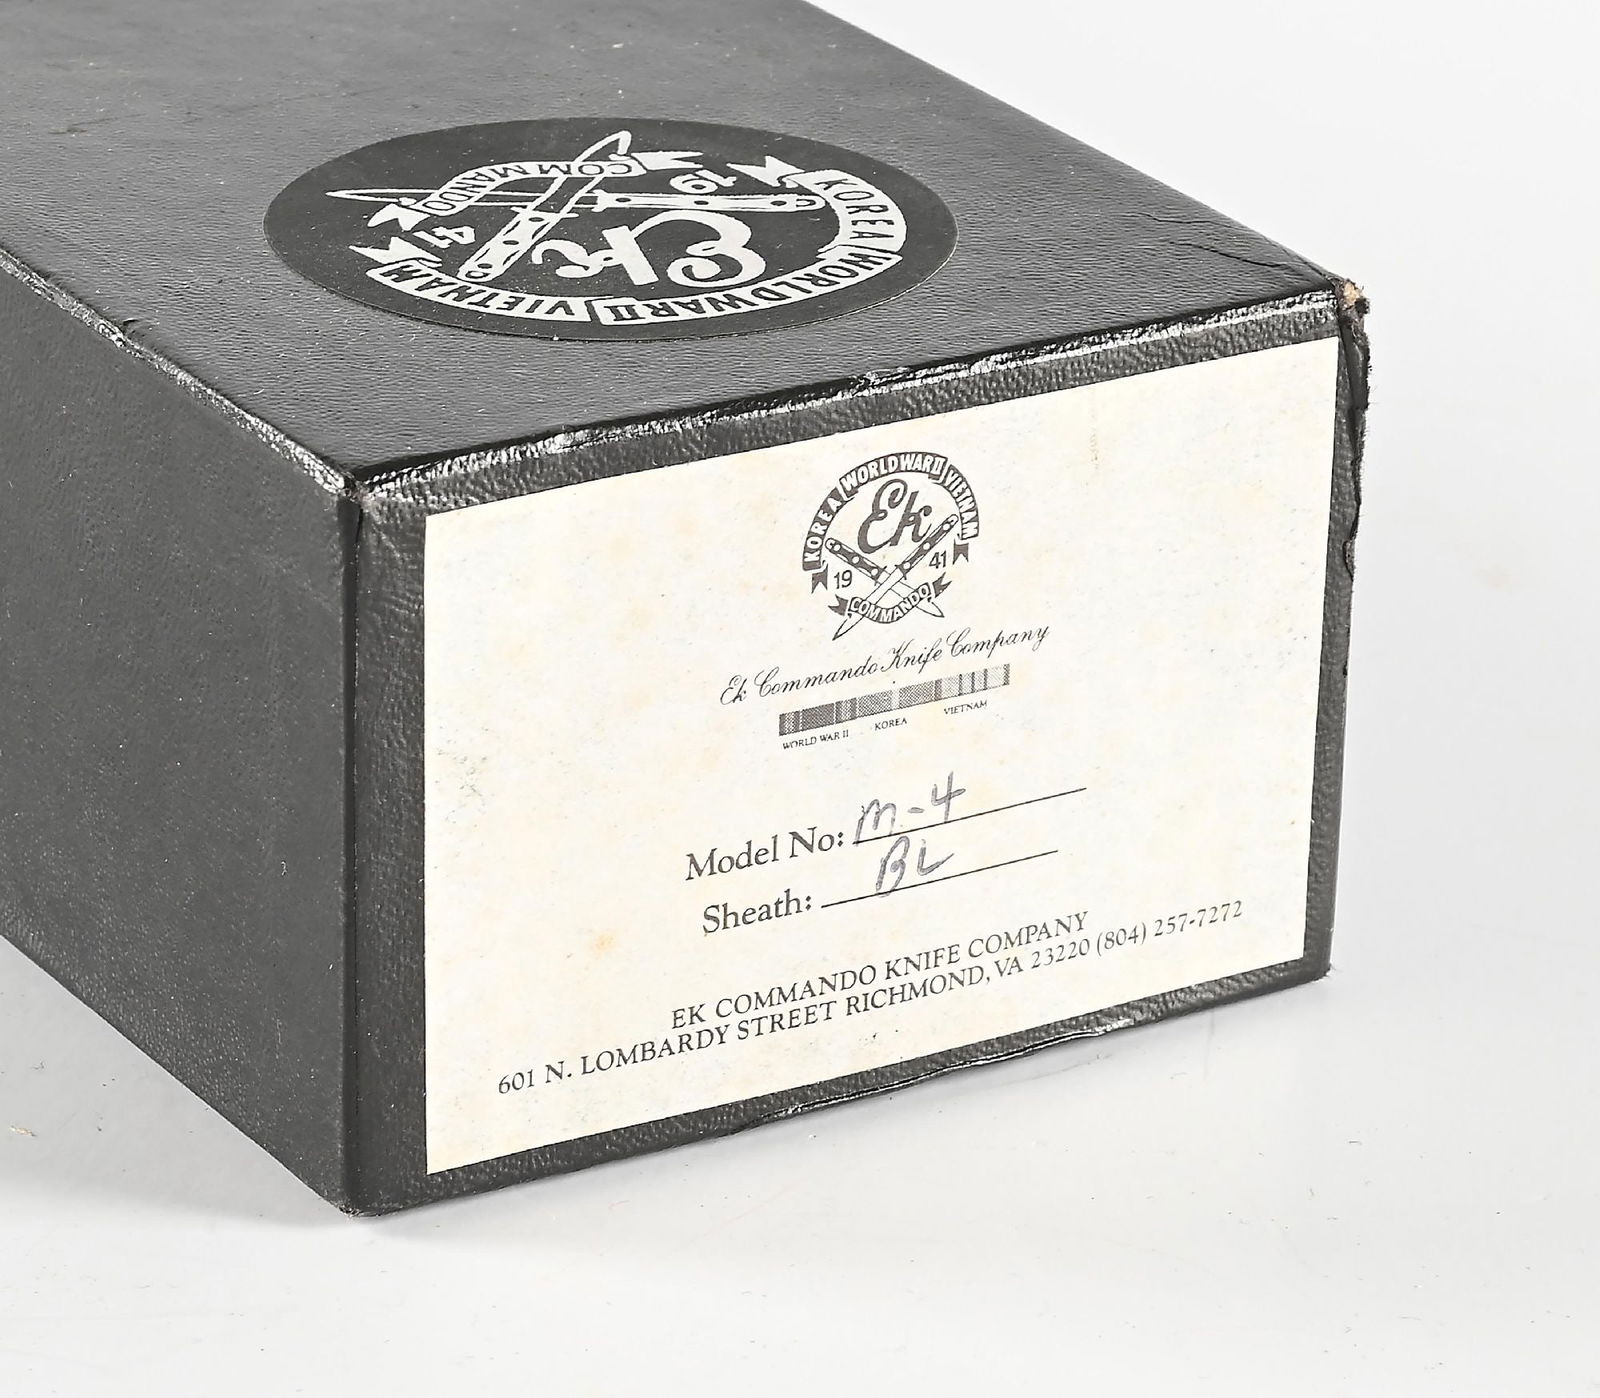 KOREA WORLD WAR II VIETNAM
Ek
19 41
COMMANDO
KOREA WORLD WAR II VIETNAM
Ek
19 41
COMMANDO
Ek Commando Knife Company
WORLD WAR II KOREA VIETNAM
Model No: M-4
Sheath: BL
EK COMMANDO KNIFE COMPANY
601 N. LOMBARDY STREET RICHMOND, VA 23220 (804) 257-7272